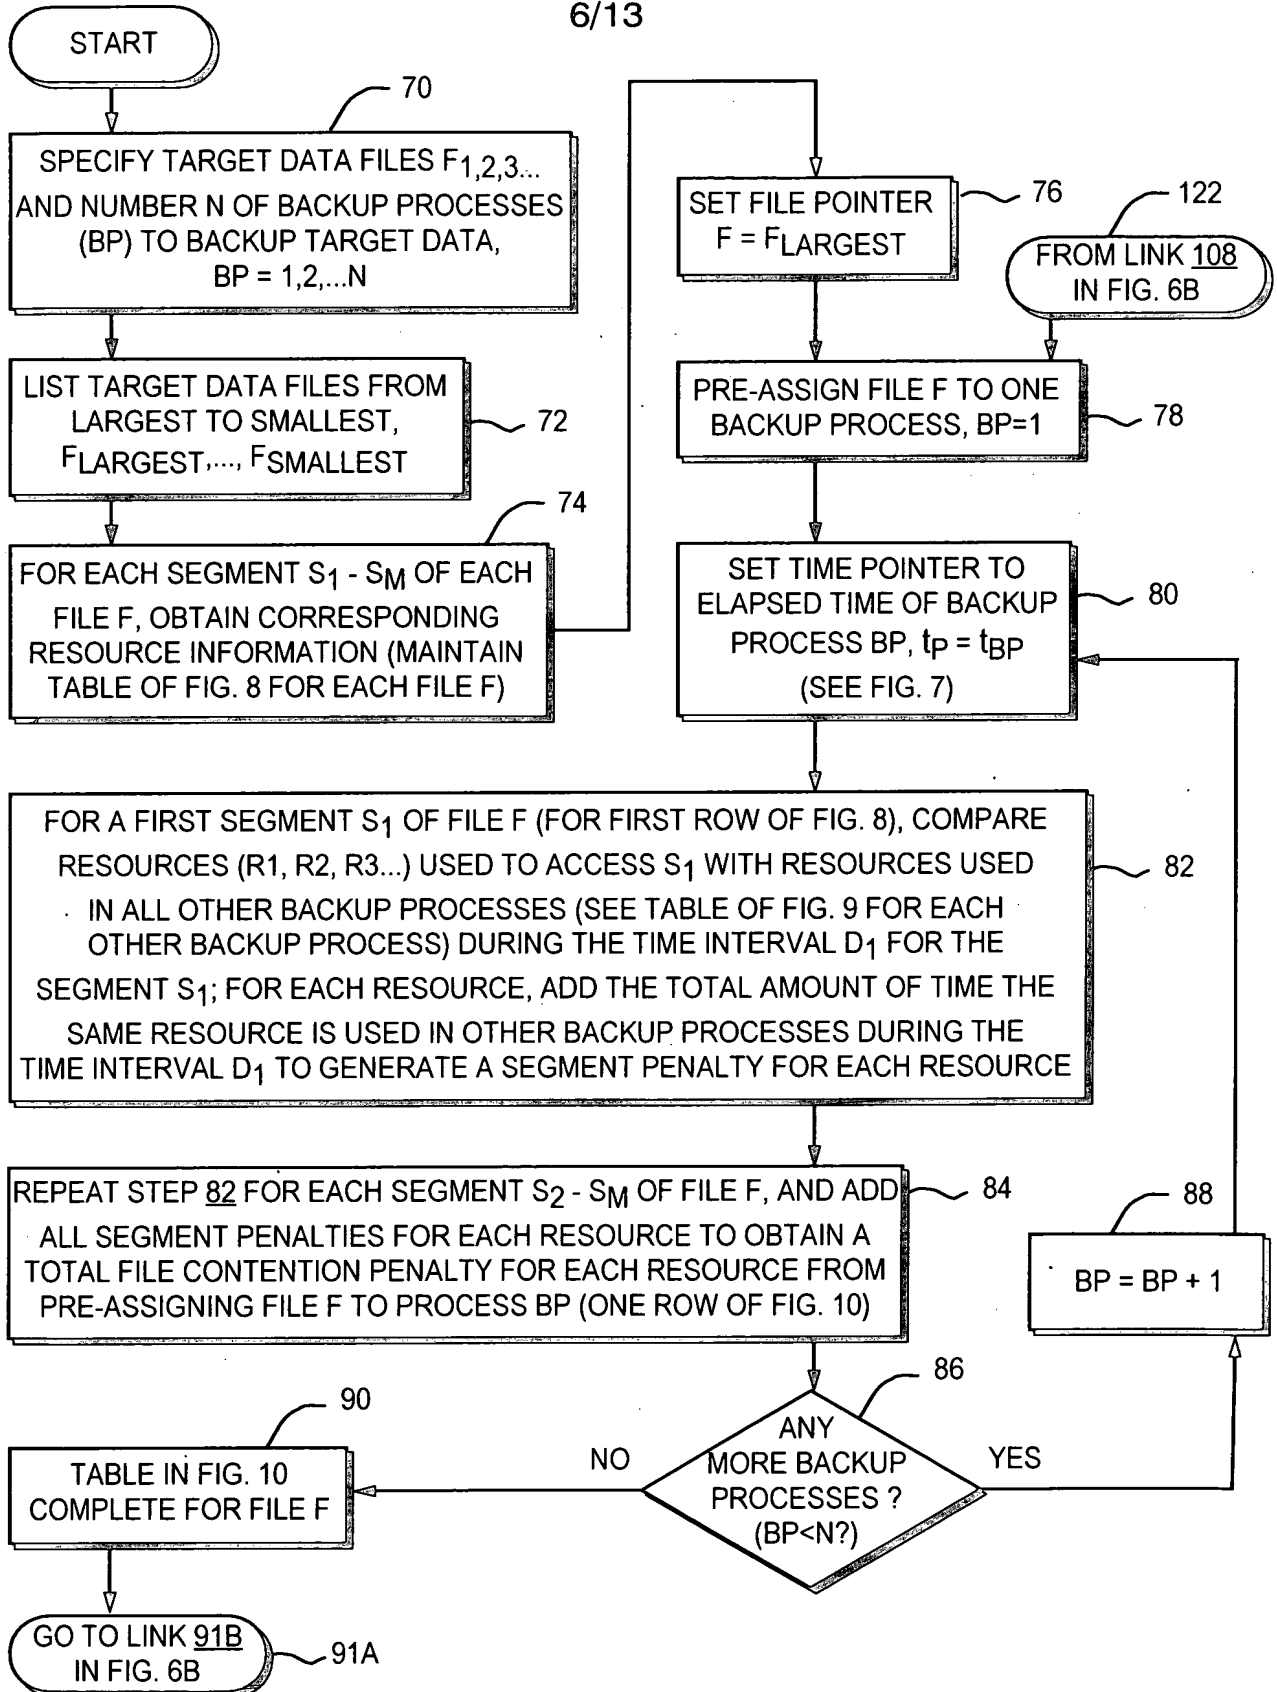 6/13
START
70
SPECIFY TARGET DATA FILES F1,2,3...
AND NUMBER N OF BACKUP PROCESSES
(BP) TO BACKUP TARGET DATA,
BP = 1,2,...N
LIST TARGET DATA FILES FROM
LARGEST TO SMALLEST,
FLARGEST,..., FSMALLEST
72
74
FOR EACH SEGMENT S1 - SM OF EACH
FILE F, OBTAIN CORRESPONDING
RESOURCE INFORMATION (MAINTAIN
TABLE OF FIG. 8 FOR EACH FILE F)
SET FILE POINTER
F = FLARGEST
76
122
FROM LINK 108
IN FIG. 6B
PRE-ASSIGN FILE F TO ONE
BACKUP PROCESS, BP=1
78
SET TIME POINTER TO
ELAPSED TIME OF BACKUP
PROCESS BP, tP = tBP
(SEE FIG. 7)
80
FOR A FIRST SEGMENT S1 OF FILE F (FOR FIRST ROW OF FIG. 8), COMPARE
RESOURCES (R1, R2, R3...) USED TO ACCESS S1 WITH RESOURCES USED
IN ALL OTHER BACKUP PROCESSES (SEE TABLE OF FIG. 9 FOR EACH
OTHER BACKUP PROCESS) DURING THE TIME INTERVAL D1 FOR THE
SEGMENT S1; FOR EACH RESOURCE, ADD THE TOTAL AMOUNT OF TIME THE
SAME RESOURCE IS USED IN OTHER BACKUP PROCESSES DURING THE
TIME INTERVAL D1 TO GENERATE A SEGMENT PENALTY FOR EACH RESOURCE
82
REPEAT STEP 82 FOR EACH SEGMENT S2 - SM OF FILE F, AND ADD
ALL SEGMENT PENALTIES FOR EACH RESOURCE TO OBTAIN A
TOTAL FILE CONTENTION PENALTY FOR EACH RESOURCE FROM
PRE-ASSIGNING FILE F TO PROCESS BP (ONE ROW OF FIG. 10)
84
88
BP = BP + 1
86
ANY
MORE BACKUP
PROCESSES ?
(BP<N?)
NO
YES
90
TABLE IN FIG. 10
COMPLETE FOR FILE F
GO TO LINK 91B
IN FIG. 6B
91A